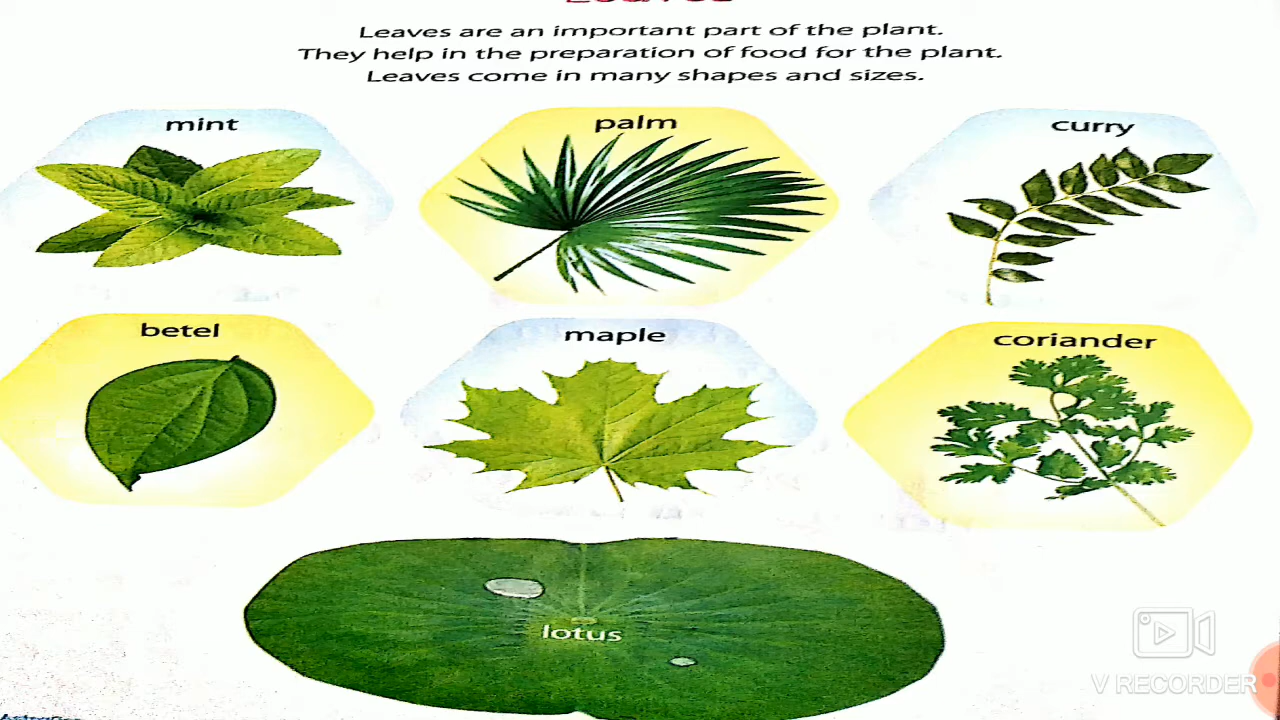 Leaves are an important part of the plant.
They help in the preparation of food for the plant.
Leaves come in many shapes and sizes.
mint
palm
curry
betel
maple
coriander
lotus
V RECORDER